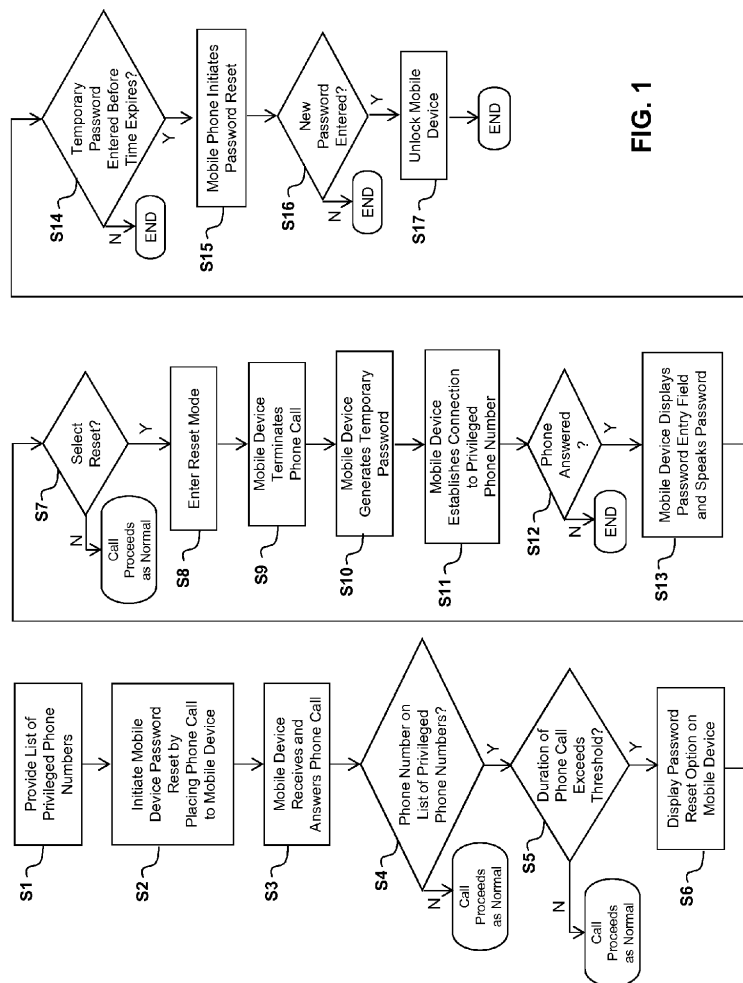 S1
Provide List of
Privileged Phone
Numbers
S2
Initiate Mobile
Device Password
Reset by
Placing Phone Call
to Mobile Device
S3
Mobile Device
Receives and
Answers Phone Call
S4
Phone Number on
List of Privileged
Phone Numbers?
N
Y
Call
Proceeds
as Normal
S5
Duration of
Phone Call
Exceeds
Threshold?
N
Y
Call
Proceeds
as Normal
S6
Display Password
Reset Option on
Mobile Device
S7
Select
Reset?
N
Y
Call
Proceeds
as Normal
S8
Enter Reset Mode
S9
Mobile Device
Terminates
Phone Call
S10
Mobile Device
Generates Temporary
Password
S11
Mobile Device
Establishes Connection
to Privileged
Phone Number
S12
Phone
Answered
?
N
Y
END
S13
Mobile Device Displays
Password Entry Field
and Speaks Password
S14
Temporary
Password
Entered Before
Time Expires?
N
Y
END
S15
Mobile Phone Initiates
Password Reset
S16
New
Password
Entered?
N
Y
END
S17
Unlock Mobile
Device
END
FIG. 1